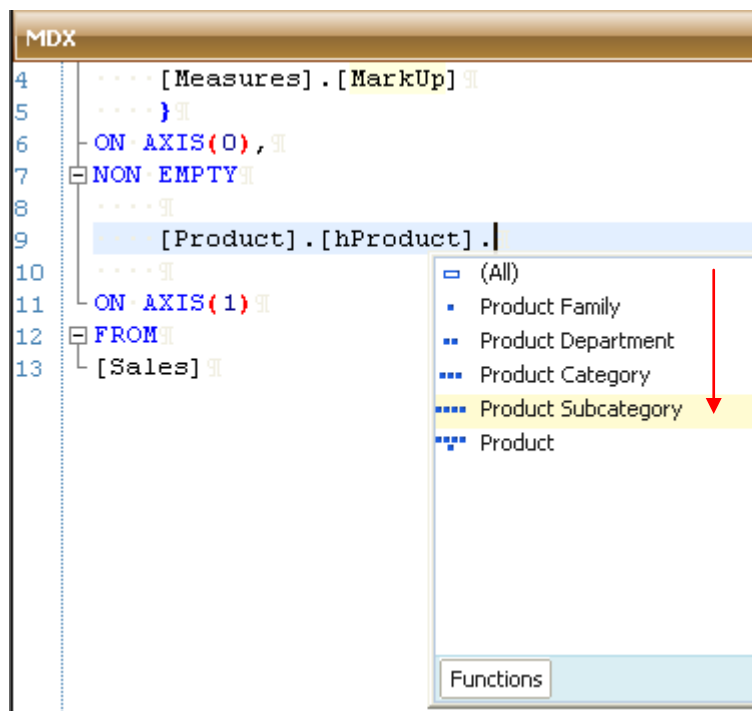 MDX
4 [Measures].[MarkUp]¶
5 }¶
6 ON AXIS(0),¶
7 NON EMPTY¶
8 ¶
9 [Product].[hProduct].
10 ¶
11 ON AXIS(1)¶
12 FROM¶
13 [Sales]¶
(All)
Product Family
Product Department
Product Category
Product Subcategory
Product
Functions